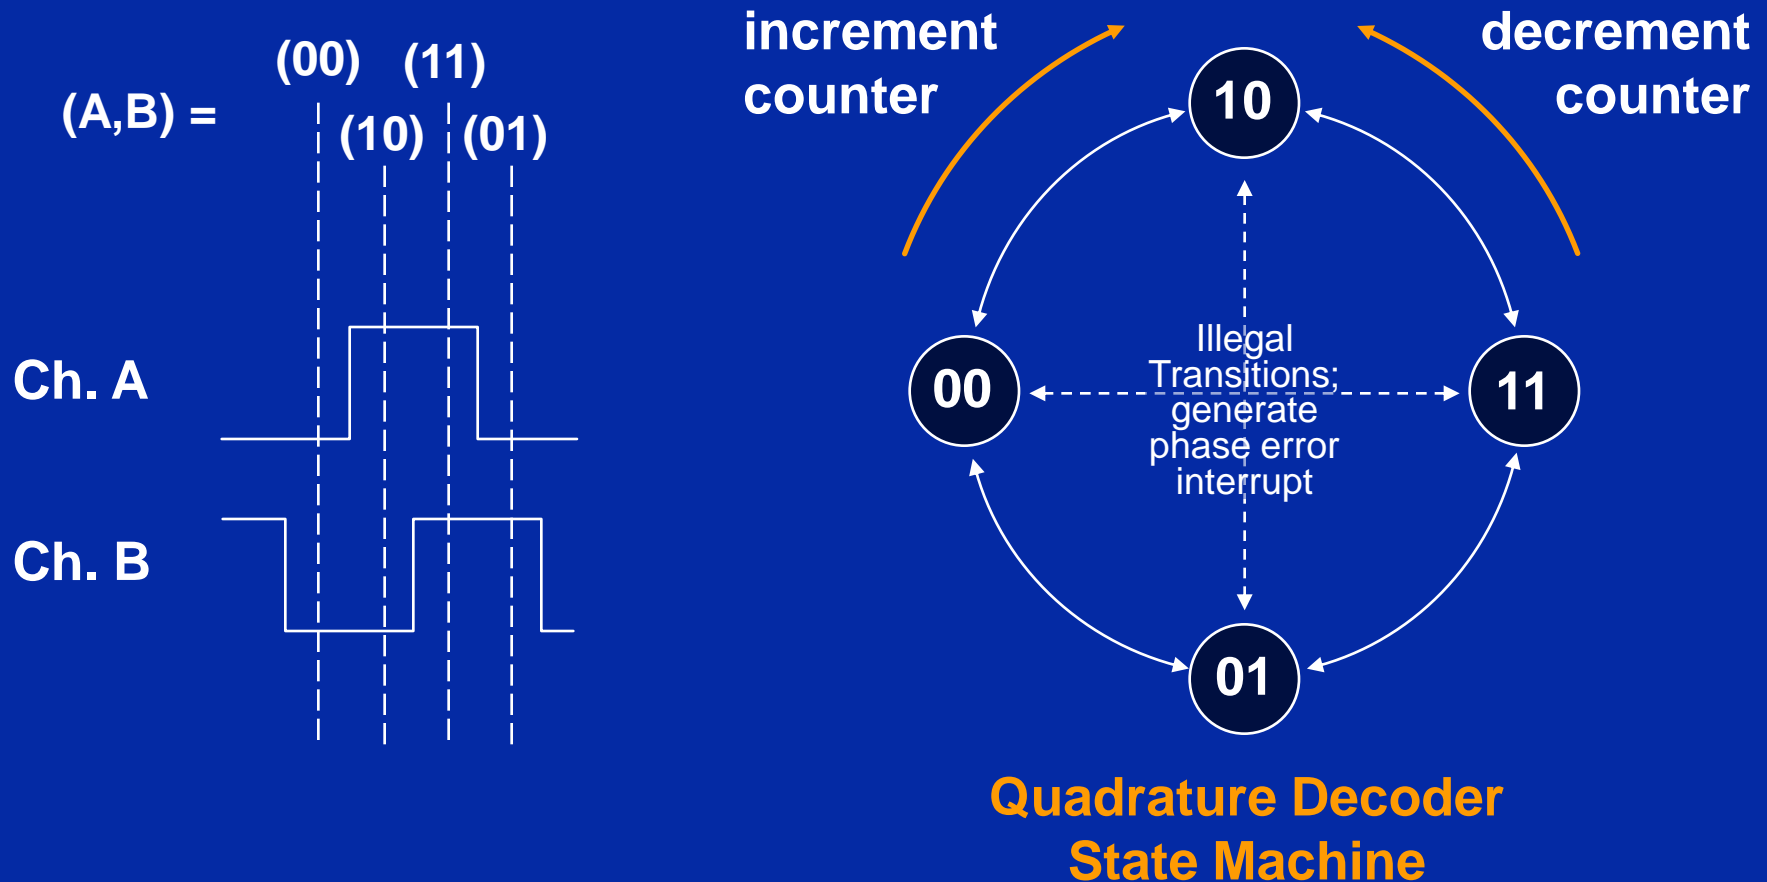 (A,B) =
(00)
(11)
(10)
(01)
Ch. A
Ch. B
increment
counter
decrement
counter
10
00
11
01
Illegal
Transitions;
generate
phase error
interrupt
Quadrature Decoder
State Machine